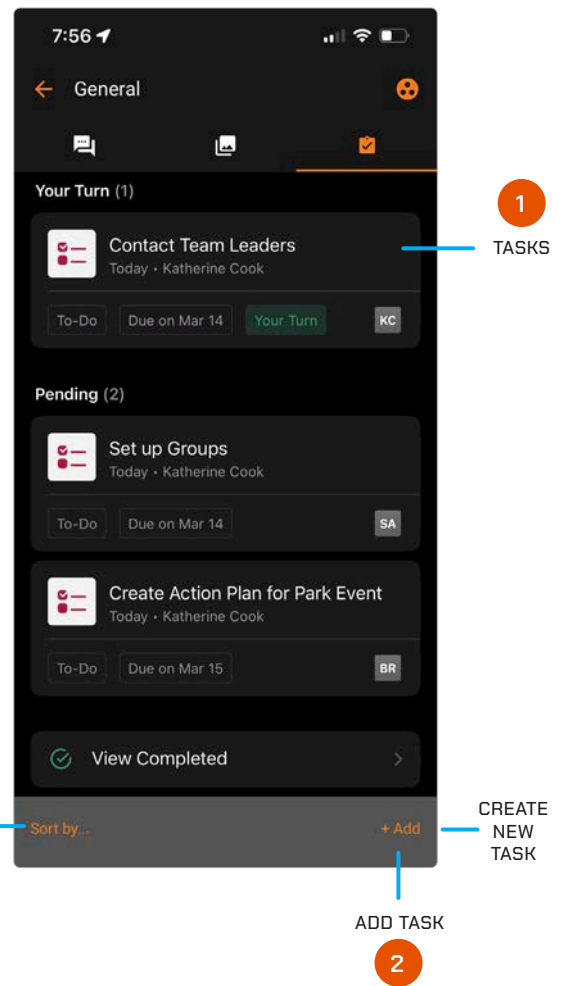 7:56
General
Your Turn (1)
1
TASKS
Contact Team Leaders
Today • Katherine Cook
To-Do Due on Mar 14 Your Turn KC
Pending (2)
Set up Groups
Today • Katherine Cook
To-Do Due on Mar 14 SA
Create Action Plan for Park Event
Today • Katherine Cook
To-Do Due on Mar 15 BR
View Completed
Sort by... + Add
CREATE
NEW
TASK
ADD TASK
2